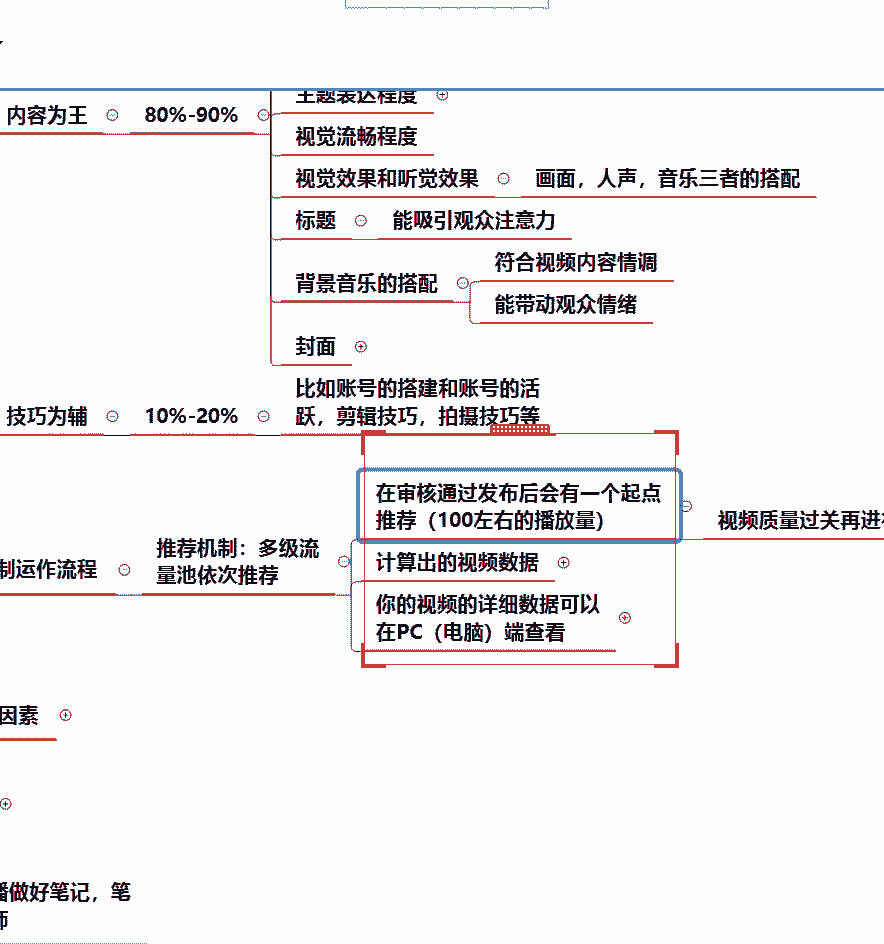 主题表达程度
内容为王
80%-90%
视觉流畅程度
视觉效果和听觉效果
画面，人声，音乐三者的搭配
标题
能吸引观众注意力
背景音乐的搭配
符合视频内容情调
能带动观众情绪
封面
技巧为辅
10%-20%
比如账号的搭建和账号的活
跃，剪辑技巧，拍摄技巧等
在审核通过发布后会有一个起点
推荐（100左右的播放量）
视频质量过关再进
制运作流程
推荐机制：多级流
量池依次推荐
计算出的视频数据
你的视频的详细数据可以
在PC（电脑）端查看
因素
播做好笔记，笔
师